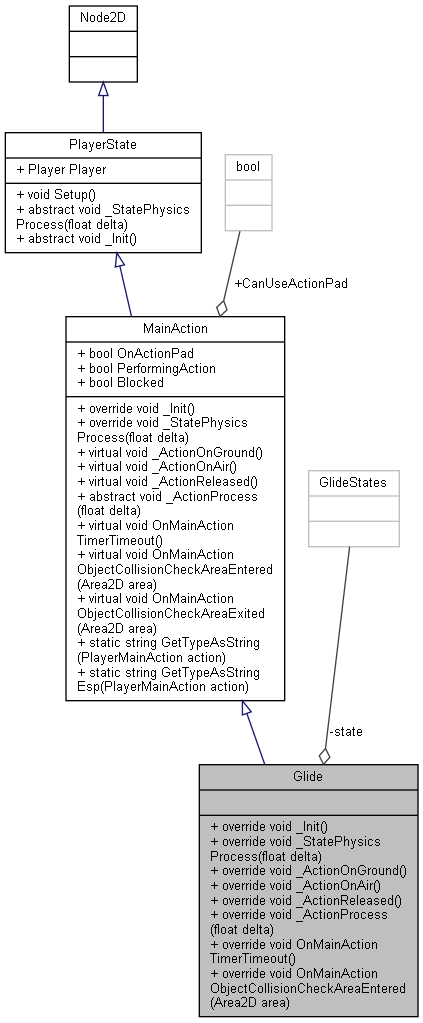 Node2D
PlayerState
+ Player Player
+ void Setup()
+ abstract void _StatePhysics
Process(float delta)
+ abstract void _Init()
bool
+CanUseActionPad
MainAction
+ bool OnActionPad
+ bool PerformingAction
+ bool Blocked
+ override void _Init()
+ override void _StatePhysics
Process(float delta)
+ virtual void _ActionOnGround()
+ virtual void _ActionOnAir()
+ virtual void _ActionReleased()
+ abstract void _ActionProcess
(float delta)
+ virtual void OnMainAction
TimerTimeout()
+ virtual void OnMainAction
ObjectCollisionCheckAreaEntered
(Area2D area)
+ virtual void OnMainAction
ObjectCollisionCheckAreaExited
(Area2D area)
+ static string GetTypeAsString
(PlayerMainAction action)
+ static string GetTypeAsString
Esp(PlayerMainAction action)
GlideStates
-state
Glide
+ override void _Init()
+ override void _StatePhysics
Process(float delta)
+ override void _ActionOnGround()
+ override void _ActionOnAir()
+ override void _ActionReleased()
+ override void _ActionProcess
(float delta)
+ override void OnMainAction
TimerTimeout()
+ override void OnMainAction
ObjectCollisionCheckAreaEntered
(Area2D area)